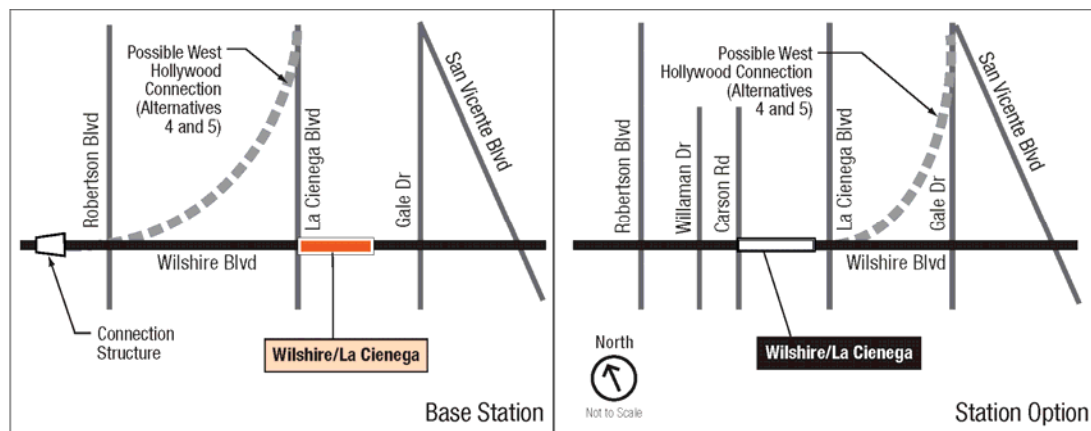 Possible West
Hollywood
Connection
(Alternatives
4 and 5)
Robertson Blvd
La Cienega Blvd
Gale Dr
San Vicente Blvd
Wilshire Blvd
Connection
Structure
Wilshire/La Cienega
Base Station
Possible West
Hollywood Connection
(Alternatives
4 and 5)
Robertson Blvd
Willaman Dr
Carson Rd
La Cienega Blvd
Gale Dr
San Vicente Blvd
Wilshire Blvd
Wilshire/La Cienega
North
Not to Scale
Station Option